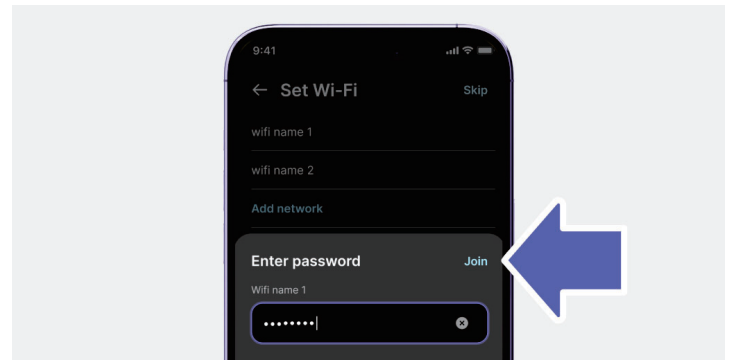 9:41
← Set Wi-Fi Skip
wifi name 1
wifi name 2
Add network
Enter password Join
Wifi name 1
••••••••